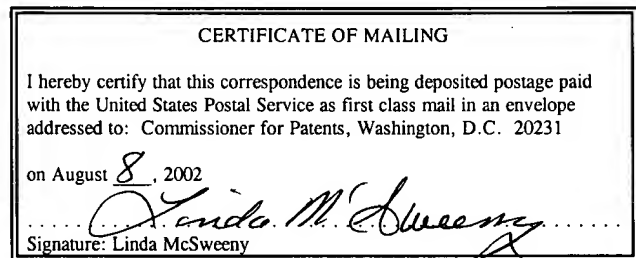 CERTIFICATE OF MAILING
I hereby certify that this correspondence is being deposited postage paid
with the United States Postal Service as first class mail in an envelope
addressed to: Commissioner for Patents, Washington, D.C. 20231
on August 8, 2002
Linda McSweeny
Signature: Linda McSweeny